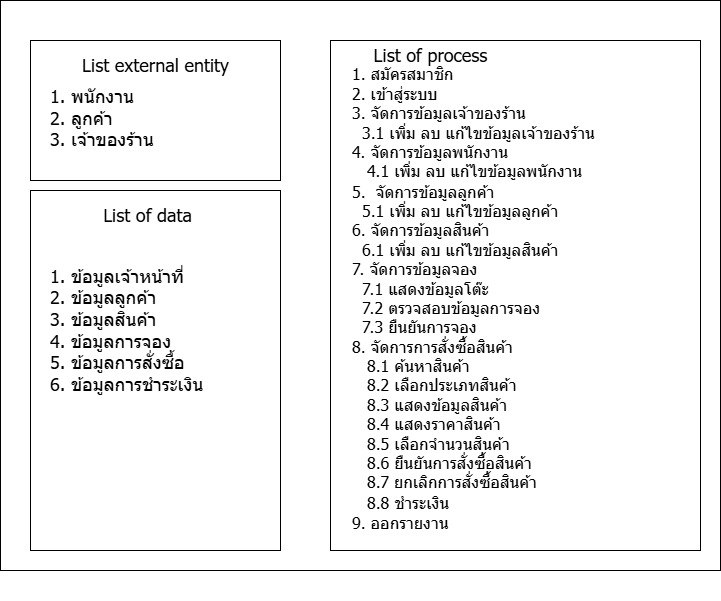 List external entity
1. พนักงาน
2. ลูกค้า
3. เจ้าของร้าน
List of data
1. ข้อมูลเจ้าหน้าที่
2. ข้อมูลลูกค้า
3. ข้อมูลสินค้า
4. ข้อมูลการจอง
5. ข้อมูลการสั่งซื้อ
6. ข้อมูลการชำระเงิน
List of process
1. สมัครสมาชิก
2. เข้าสู่ระบบ
3. จัดการข้อมูลเจ้าของร้าน
3.1 เพิ่ม ลบ แก้ไขข้อมูลเจ้าของร้าน
4. จัดการข้อมูลพนักงาน
4.1 เพิ่ม ลบ แก้ไขข้อมูลพนักงาน
5. จัดการข้อมูลลูกค้า
5.1 เพิ่ม ลบ แก้ไขข้อมูลลูกค้า
6. จัดการข้อมูลสินค้า
6.1 เพิ่ม ลบ แก้ไขข้อมูลสินค้า
7. จัดการข้อมูลจอง
7.1 แสดงข้อมูลโต๊ะ
7.2 ตรวจสอบข้อมูลการจอง
7.3 ยืนยันการจอง
8. จัดการการสั่งซื้อสินค้า
8.1 ค้นหาสินค้า
8.2 เลือกประเภทสินค้า
8.3 แสดงข้อมูลสินค้า
8.4 แสดงราคาสินค้า
8.5 เลือกจำนวนสินค้า
8.6 ยืนยันการสั่งซื้อสินค้า
8.7 ยกเลิกการสั่งซื้อสินค้า
8.8 ชำระเงิน
9. ออกรายงาน